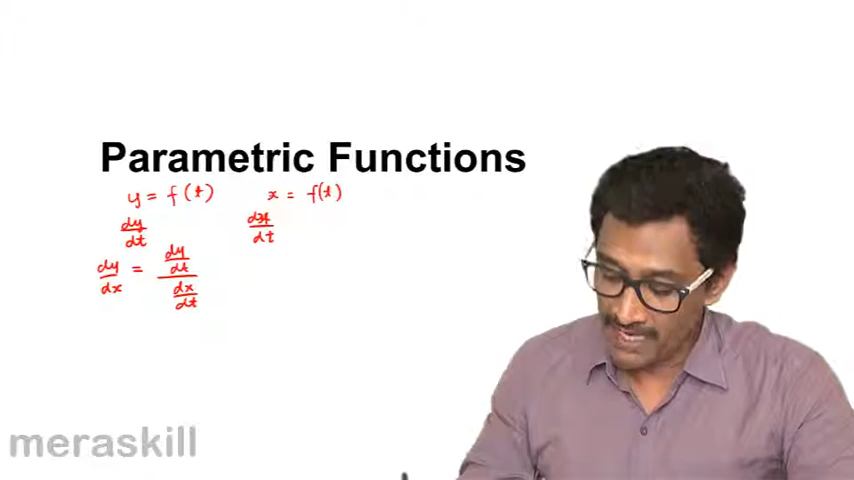 Parametric Functions
y = f(t) x = f(t)
dy/dt dx/dt
dy/dx = (dy/dt)/(dx/dt)
meraskill